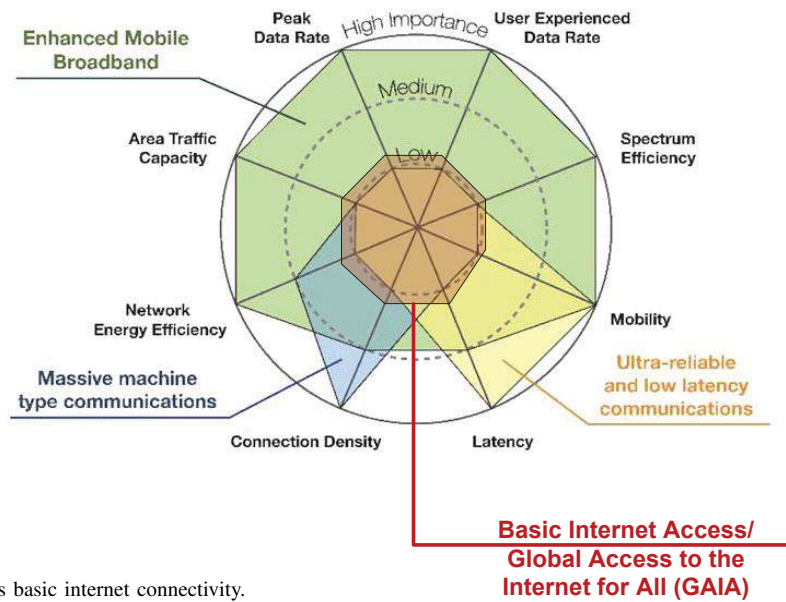 Peak
Data Rate
High Importance
User Experienced
Data Rate
Enhanced Mobile
Broadband
Medium
Area Traffic
Capacity
Low
Spectrum
Efficiency
Network
Energy Efficiency
Mobility
Massive machine
type communications
Ultra-reliable
and low latency
communications
Connection Density
Latency
Basic Internet Access/
Global Access to the
Internet for All (GAIA)
s basic internet connectivity.